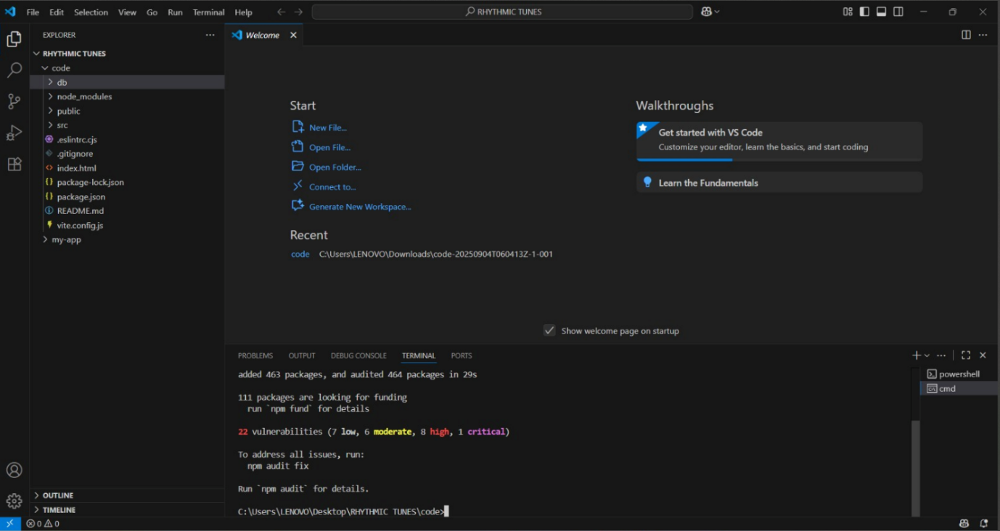 File Edit Selection View Go Run Terminal Help
RHYTHMIC TUNES
EXPLORER
RHYTHMIC TUNES
code
db
node_modules
public
src
.eslintrc.cjs
.gitignore
index.html
package-lock.json
package.json
README.md
vite.config.js
my-app
OUTLINE
TIMELINE
Welcome
Start
New File...
Open File...
Open Folder...
Connect to...
Generate New Workspace...
Recent
code C:\Users\LENOVO\Downloads\code-20250904T060413Z-1-001
Walkthroughs
Get started with VS Code
Customize your editor, learn the basics, and start coding
Learn the Fundamentals
Show welcome page on startup
PROBLEMS OUTPUT DEBUG CONSOLE TERMINAL PORTS
added 463 packages, and audited 464 packages in 29s
111 packages are looking for funding
run `npm fund` for details
22 vulnerabilities (7 low, 6 moderate, 8 high, 1 critical)
To address all issues, run:
npm audit fix
Run `npm audit` for details.
C:\Users\LENOVO\Desktop\RHYTHMIC TUNES\code>
powershell
cmd
0 0